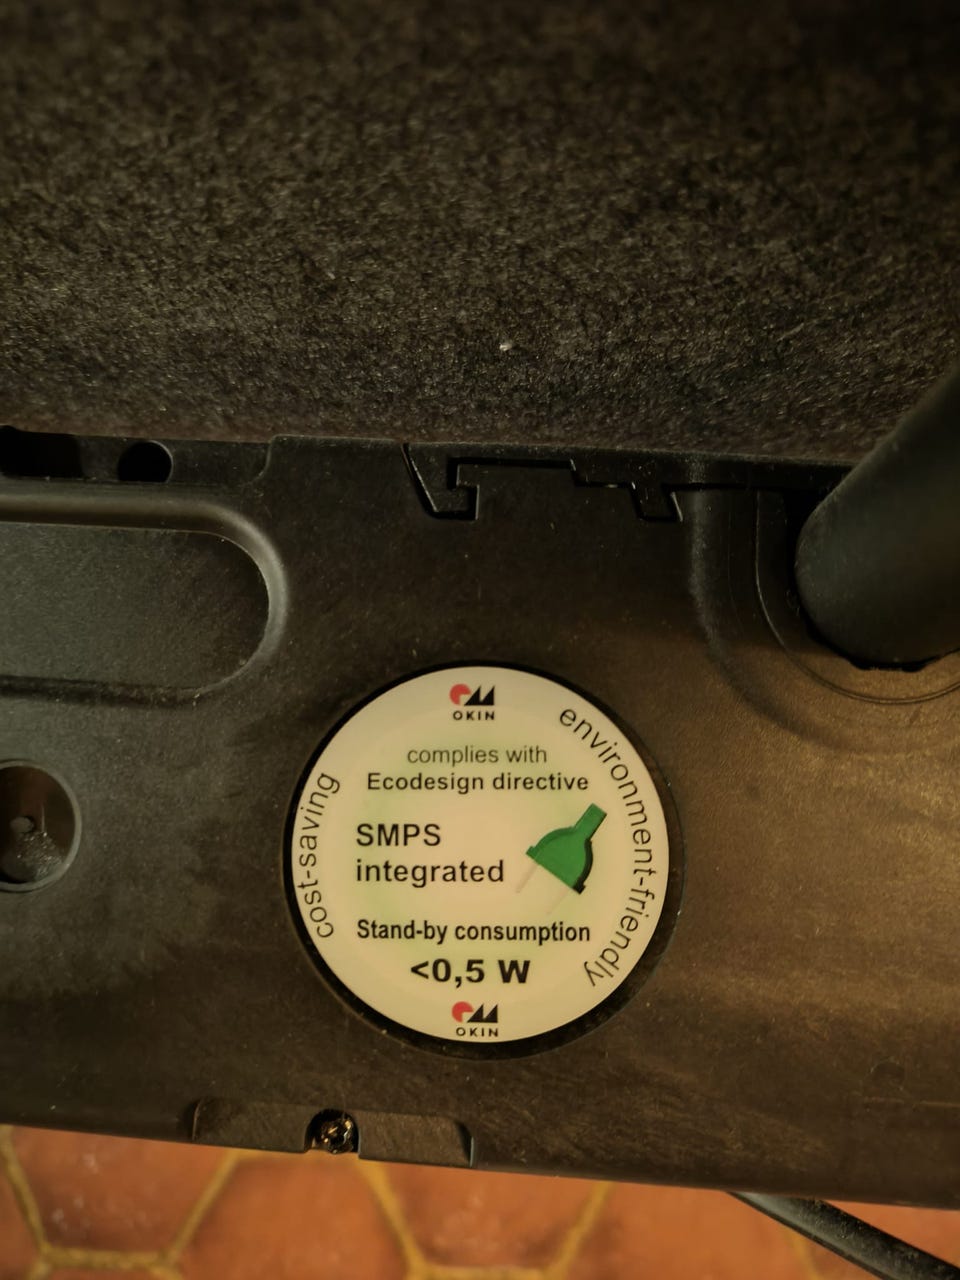 OKIN
complies with
Ecodesign directive
SMPS
integrated
Stand-by consumption
<0,5 W
OKIN
cost-saving
environment-friendly